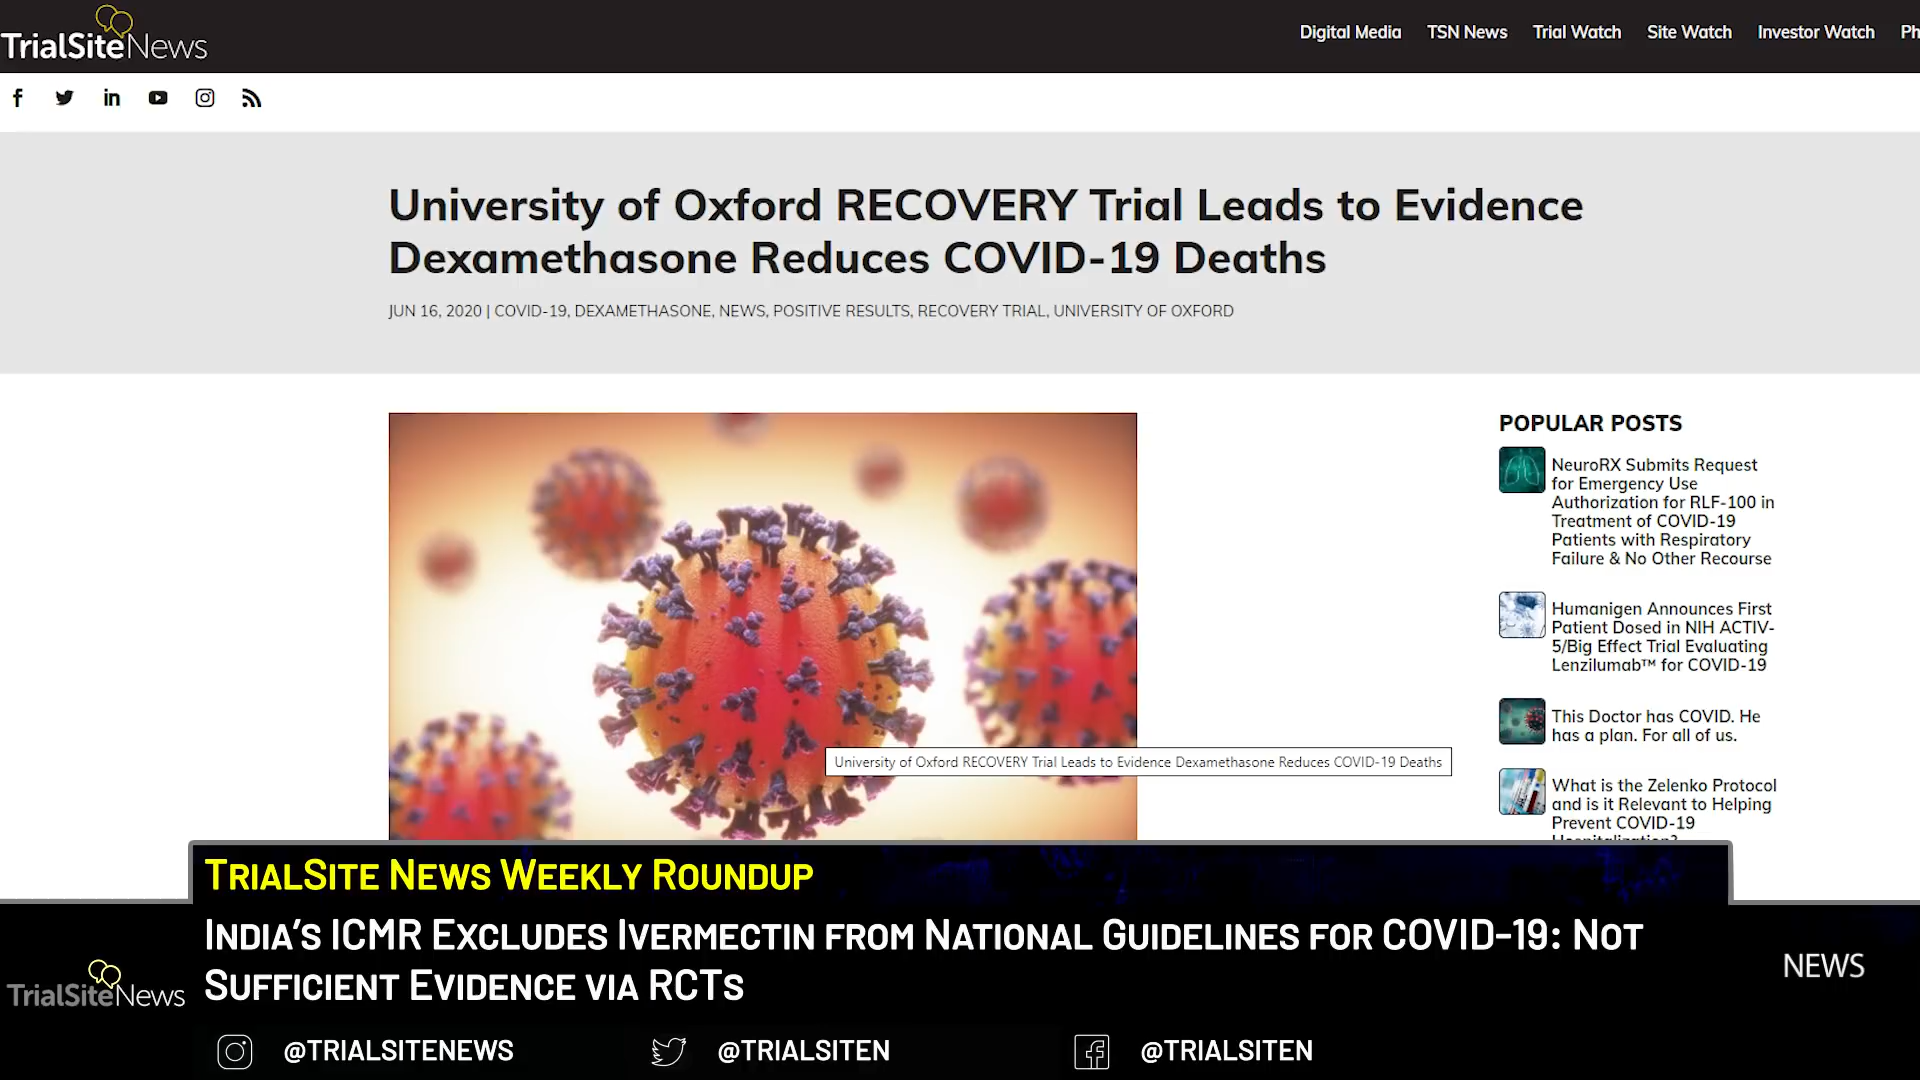 TrialSiteNews
Digital Media TSN News Trial Watch Site Watch Investor Watch Ph
University of Oxford RECOVERY Trial Leads to Evidence
Dexamethasone Reduces COVID-19 Deaths
JUN 16, 2020 | COVID-19, DEXAMETHASONE, NEWS, POSITIVE RESULTS, RECOVERY TRIAL, UNIVERSITY OF OXFORD
POPULAR POSTS
NeuroRX Submits Request
for Emergency Use
Authorization for RLF-100 in
Treatment of COVID-19
Patients with Respiratory
Failure & No Other Recourse
Humanigen Announces First
Patient Dosed in NIH ACTIV-
5/Big Effect Trial Evaluating
Lenzilumab™ for COVID-19
This Doctor has COVID. He
has a plan. For all of us.
What is the Zelenko Protocol
and is it Relevant to Helping
Prevent COVID-19
Hospitalization?
University of Oxford RECOVERY Trial Leads to Evidence Dexamethasone Reduces COVID-19 Deaths
TrialSite News Weekly Roundup
India's ICMR Excludes Ivermectin from National Guidelines for COVID-19: Not
Sufficient Evidence via RCTs
TrialSiteNews
NEWS
@TRIALSITENEWS @TRIALSITEN @TRIALSITEN